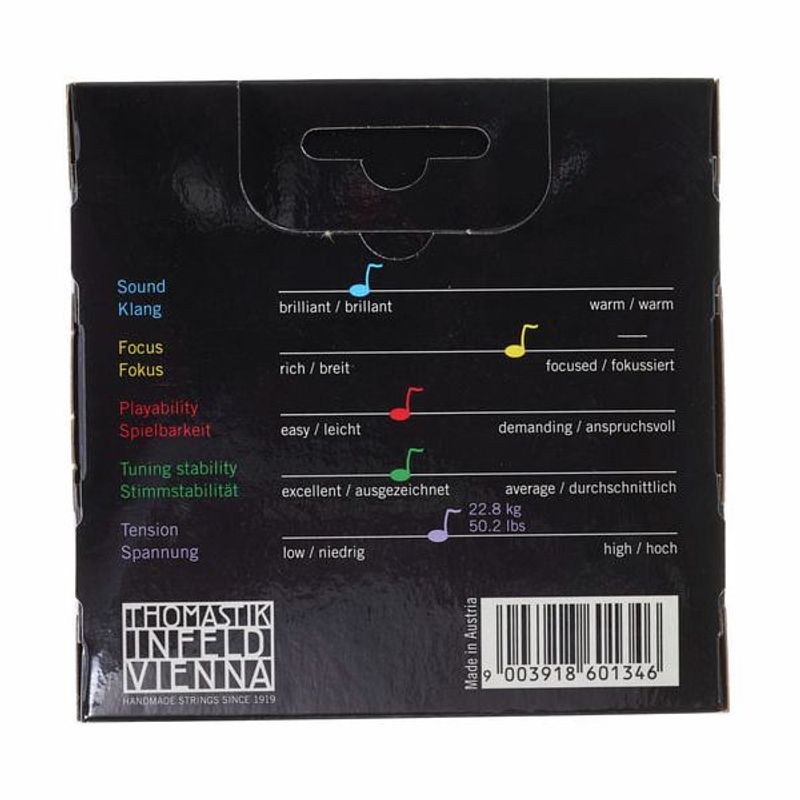 Sound
Klang
brilliant / brillant
warm / warm
Focus
Fokus
rich / breit
focused / fokussiert
Playability
Spielbarkeit
easy / leicht
demanding / anspruchsvoll
Tuning stability
Stimmstabilität
excellent / ausgezeichnet
average / durchschnittlich
Tension
Spannung
22.8 kg
50.2 lbs
low / niedrig
high / hoch
THOMASTIK
INFELD
VIENNA
HANDMADE STRINGS SINCE 1919
Made in Austria
9 003918 601346